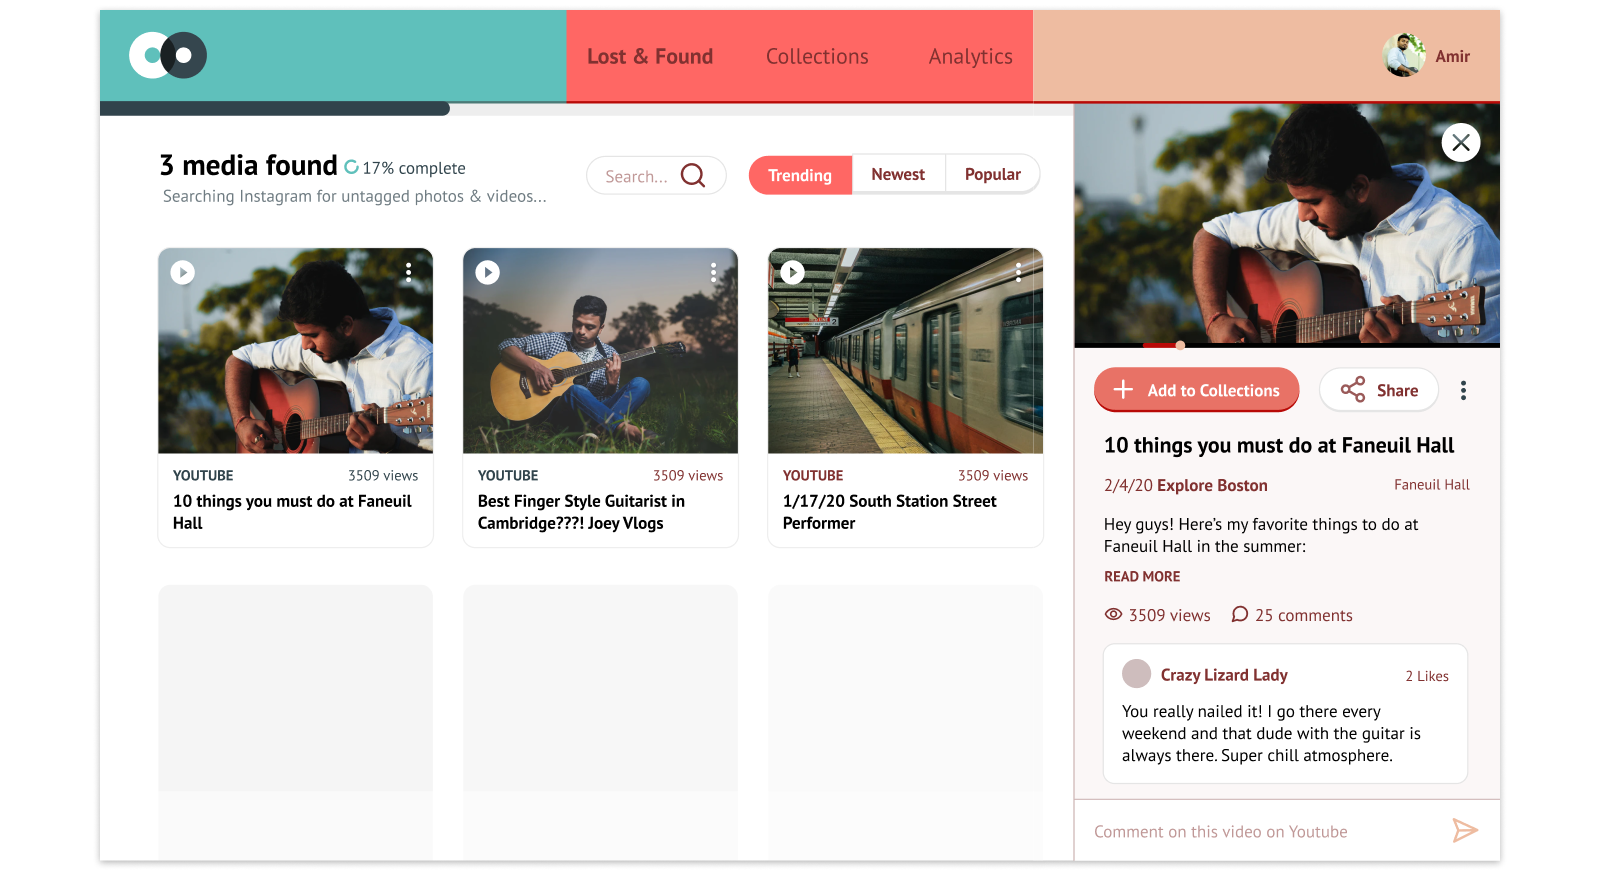 Lost & Found
Collections
Analytics
Amir
3 media found
17% complete
Searching Instagram for untagged photos & videos...
Search...
Trending
Newest
Popular
YOUTUBE
3509 views
10 things you must do at Faneuil
Hall
YOUTUBE
3509 views
Best Finger Style Guitarist in
Cambridge???! Joey Vlogs
YOUTUBE
3509 views
1/17/20 South Station Street
Performer
Add to Collections
Share
10 things you must do at Faneuil Hall
2/4/20 Explore Boston
Faneuil Hall
Hey guys! Here's my favorite things to do at
Faneuil Hall in the summer:
READ MORE
3509 views
25 comments
Crazy Lizard Lady
2 Likes
You really nailed it! I go there every
weekend and that dude with the guitar is
always there. Super chill atmosphere.
Comment on this video on Youtube